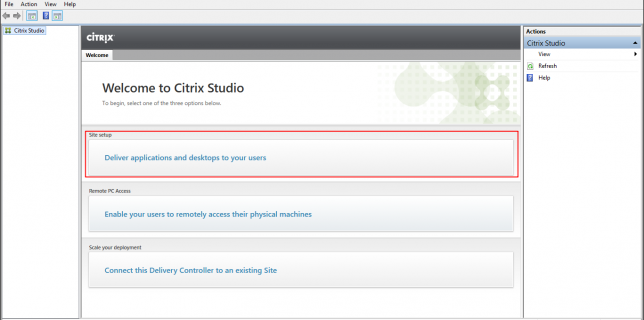 File Action View Help
Citrix Studio
CITRIX
Welcome
Welcome to Citrix Studio
To begin, select one of the three options below.
Site setup
Deliver applications and desktops to your users
Remote PC Access
Enable your users to remotely access their physical machines
Scale your deployment
Connect this Delivery Controller to an existing Site
Actions
Citrix Studio
View
Refresh
Help